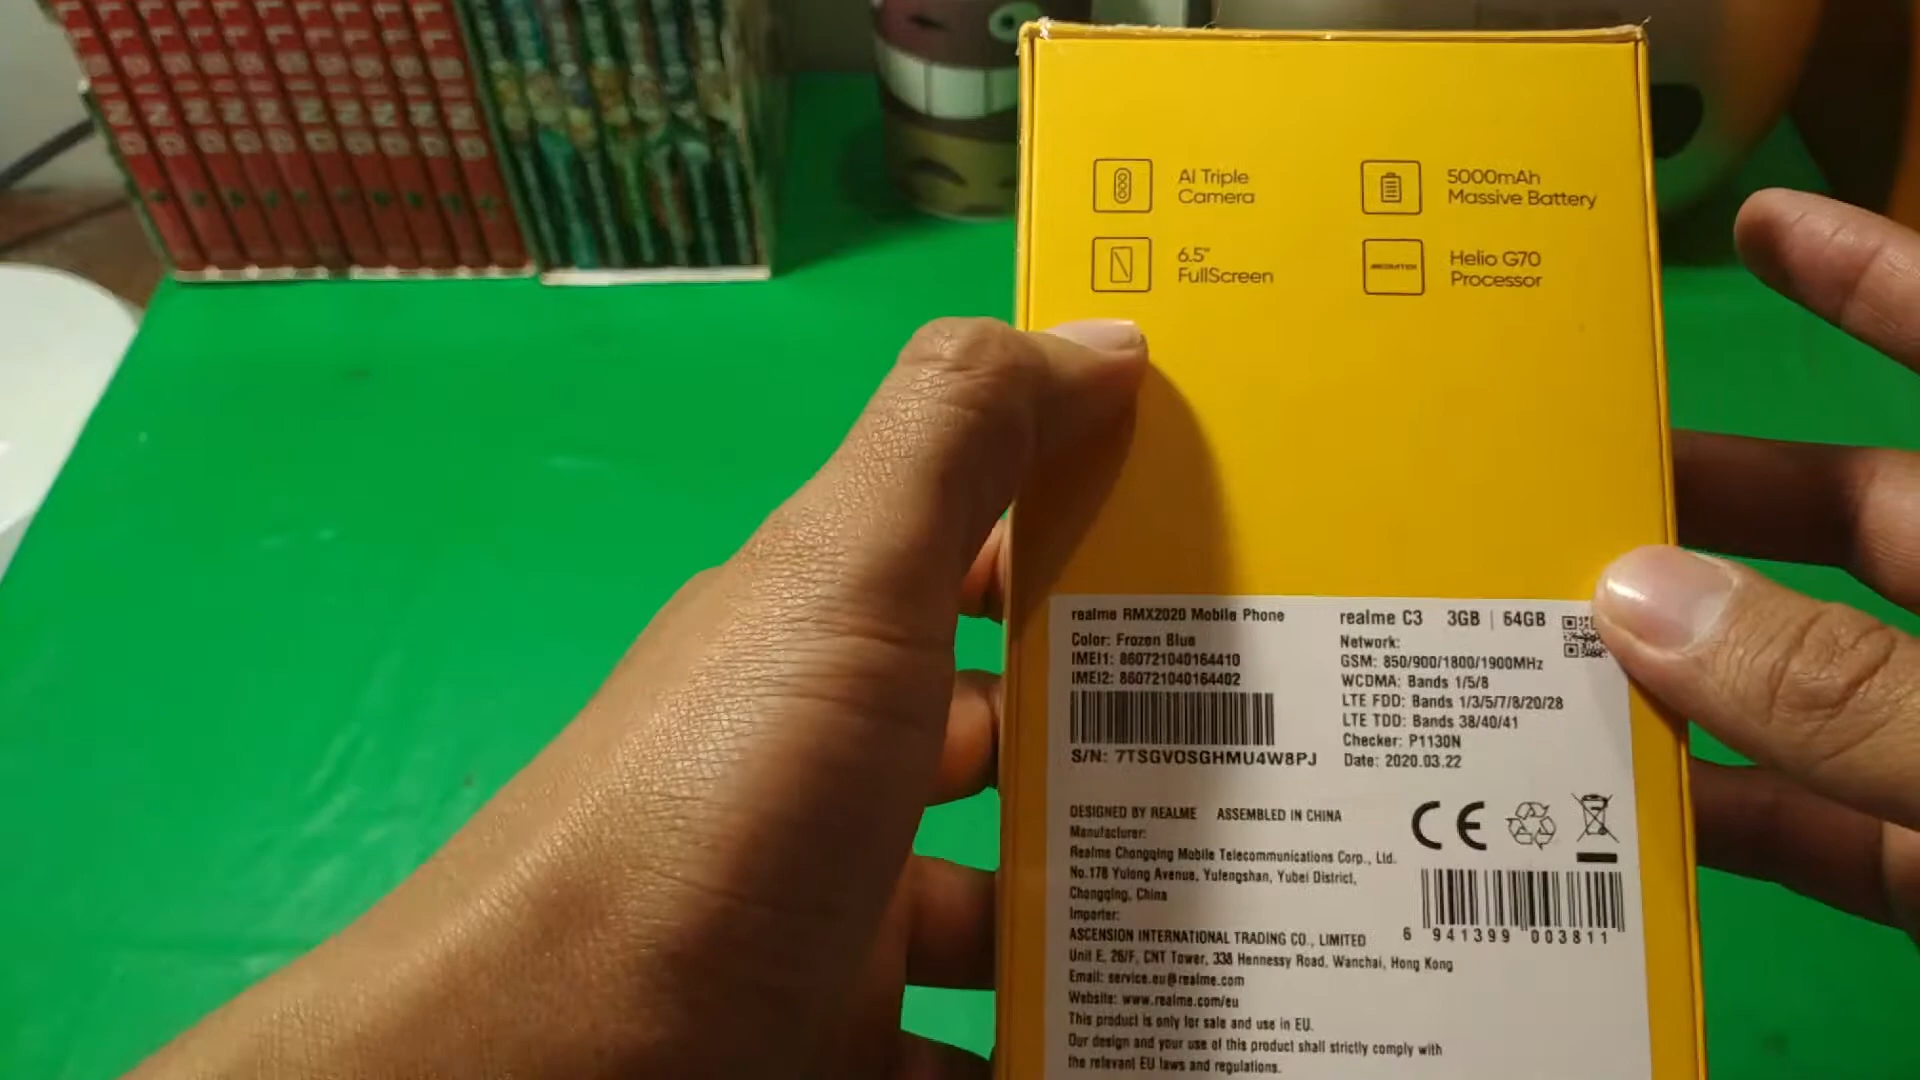 AI Triple
Camera
5000mAh
Massive Battery
6.5"
FullScreen
MEDIATEK
Helio G70
Processor
realme RMX2020 Mobile Phone
Color: Frozen Blue
IMEI1: 860721040164410
IMEI2: 860721040164402
S/N: 7TSGVOSGHMU4W8PJ
realme C3 3GB | 64GB
Network:
GSM: 850/900/1800/1900MHz
WCDMA: Bands 1/5/8
LTE FDD: Bands 1/3/5/7/8/20/28
LTE TDD: Bands 38/40/41
Checker: P1130N
Date: 2020.03.22
DESIGNED BY REALME ASSEMBLED IN CHINA
Manufacturer:
Realme Chongqing Mobile Telecommunications Corp., Ltd.
No.178 Yulong Avenue, Yufengshan, Yubei District,
Chongqing, China
Importer:
ASCENSION INTERNATIONAL TRADING CO., LIMITED
Unit E, 26/F, CNT Tower, 338 Hennessy Road, Wanchai, Hong Kong
Email: service.eu@realme.com
Website: www.realme.com/eu
This product is only for sale and use in EU.
Our design and your use of this product shall strictly comply with
the relevant EU laws and regulations.
CE
6 941399 003811